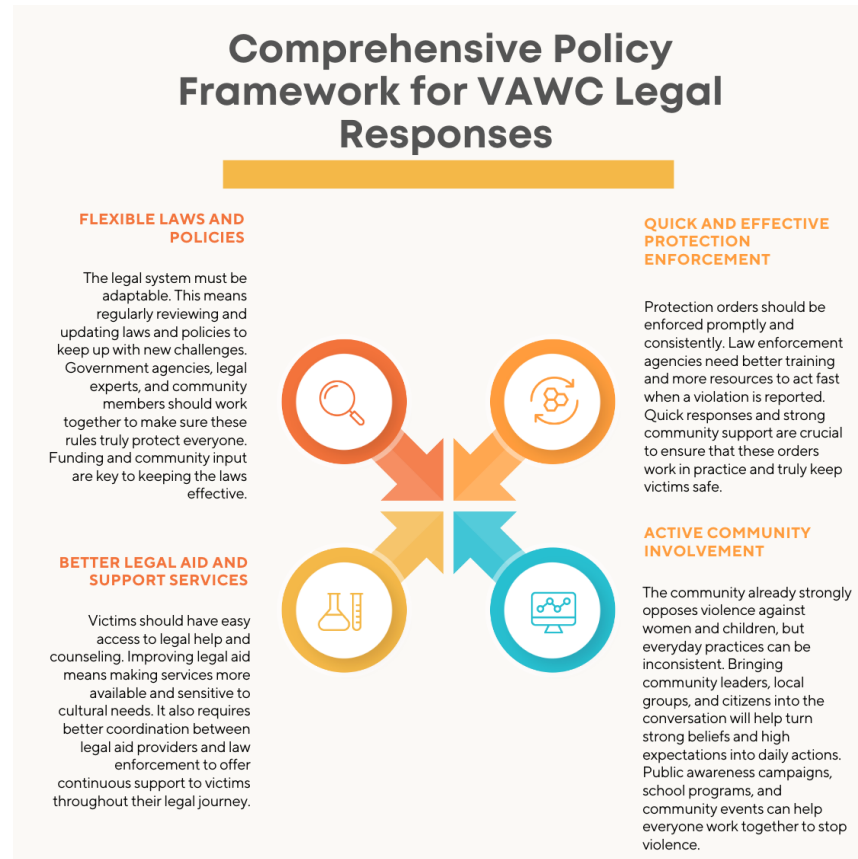 Comprehensive Policy
Framework for VAWC Legal
Responses
FLEXIBLE LAWS AND
POLICIES
The legal system must be
adaptable. This means
regularly reviewing and
updating laws and policies to
keep up with new challenges.
Government agencies, legal
experts, and community
members should work
together to make sure these
rules truly protect everyone.
Funding and community input
are key to keeping the laws
effective.
QUICK AND EFFECTIVE
PROTECTION
ENFORCEMENT
Protection orders should be
enforced promptly and
consistently. Law enforcement
agencies need better training
and more resources to act fast
when a violation is reported.
Quick responses and strong
community support are crucial
to ensure that these orders
work in practice and truly keep
victims safe.
BETTER LEGAL AID AND
SUPPORT SERVICES
Victims should have easy
access to legal help and
counseling. Improving legal aid
means making services more
available and sensitive to
cultural needs. It also requires
better coordination between
legal aid providers and law
enforcement to offer
continuous support to victims
throughout their legal journey.
ACTIVE COMMUNITY
INVOLVEMENT
The community already strongly
opposes violence against
women and children, but
everyday practices can be
inconsistent. Bringing
community leaders, local
groups, and citizens into the
conversation will help turn
strong beliefs and high
expectations into daily actions.
Public awareness campaigns,
school programs, and
community events can help
everyone work together to stop
violence.